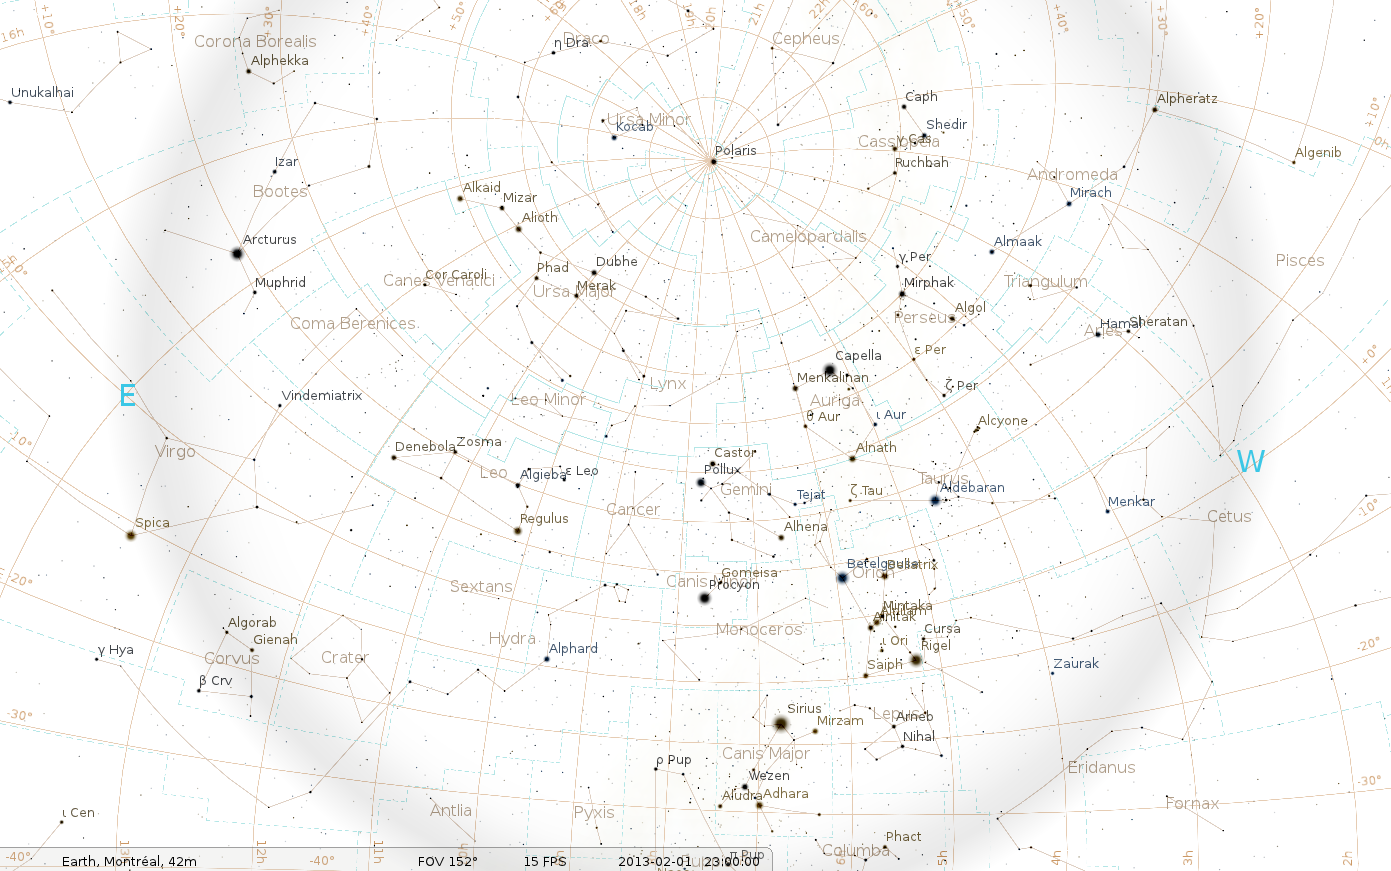 +10°
+20°
+30°
+40°
+50°
+60°
18h
20h
21h
22h
+60°
+50°
+40°
+30°
+20°
16h
Corona Borealis
Draco
Cepheus
η Dra
Alphekka
Unukalhai
Caph
Alpheratz
+10°
Ursa Minor
Kocab
Shedir
γ Cas
Cassiopeia
0h
Polaris
Algenib
Izar
Ruchbah
Andromeda
Bootes
Alkaid
Mizar
Mirach
Alioth
Arcturus
Camelopardalis
Almaak
γ Per
Pisces
Phad
Dubhe
Cor Caroli
Canes Venatici
Muphrid
Merak
Ursa Major
Mirphak
Triangulum
Algol
Perseus
Coma Berenices
Hamal
Sheratan
Aries
ε Per
+0°
Capella
Menkalinan
Lynx
ζ Per
E
Vindemiatrix
Leo Minor
Auriga
θ Aur
ι Aur
Alcyone
-10°
Virgo
Denebola
Zosma
Castor
Alnath
W
Leo
Algieba
ε Leo
Pollux
Gemini
Tejat
ζ Tau
Taurus
Aldebaran
Menkar
-10°
Spica
Regulus
Cancer
Alhena
Cetus
-20°
Sextans
Canis Minor
Gomeisa
Procyon
Betelgeuse
Bellatrix
Orion
Mintaka
Alnilam
Alnitak
Algorab
Gienah
Monoceros
Cursa
γ Hya
Corvus
Crater
Hydra
Alphard
ι Ori
Rigel
-20°
Saiph
Zaurak
β Crv
-30°
Sirius
Mirzam
Lepus
Arneb
Nihal
Canis Major
ρ Pup
Wezen
Eridanus
-30°
Aludra
Adhara
Antlia
Pyxis
Fornax
ι Cen
Phact
Columba
π Pup
-40°
13h
12h
-40°
11h
5h
4h
3h
2h
Earth, Montréal, 42m
FOV 152°
15 FPS
2013-02-01 23:00:00